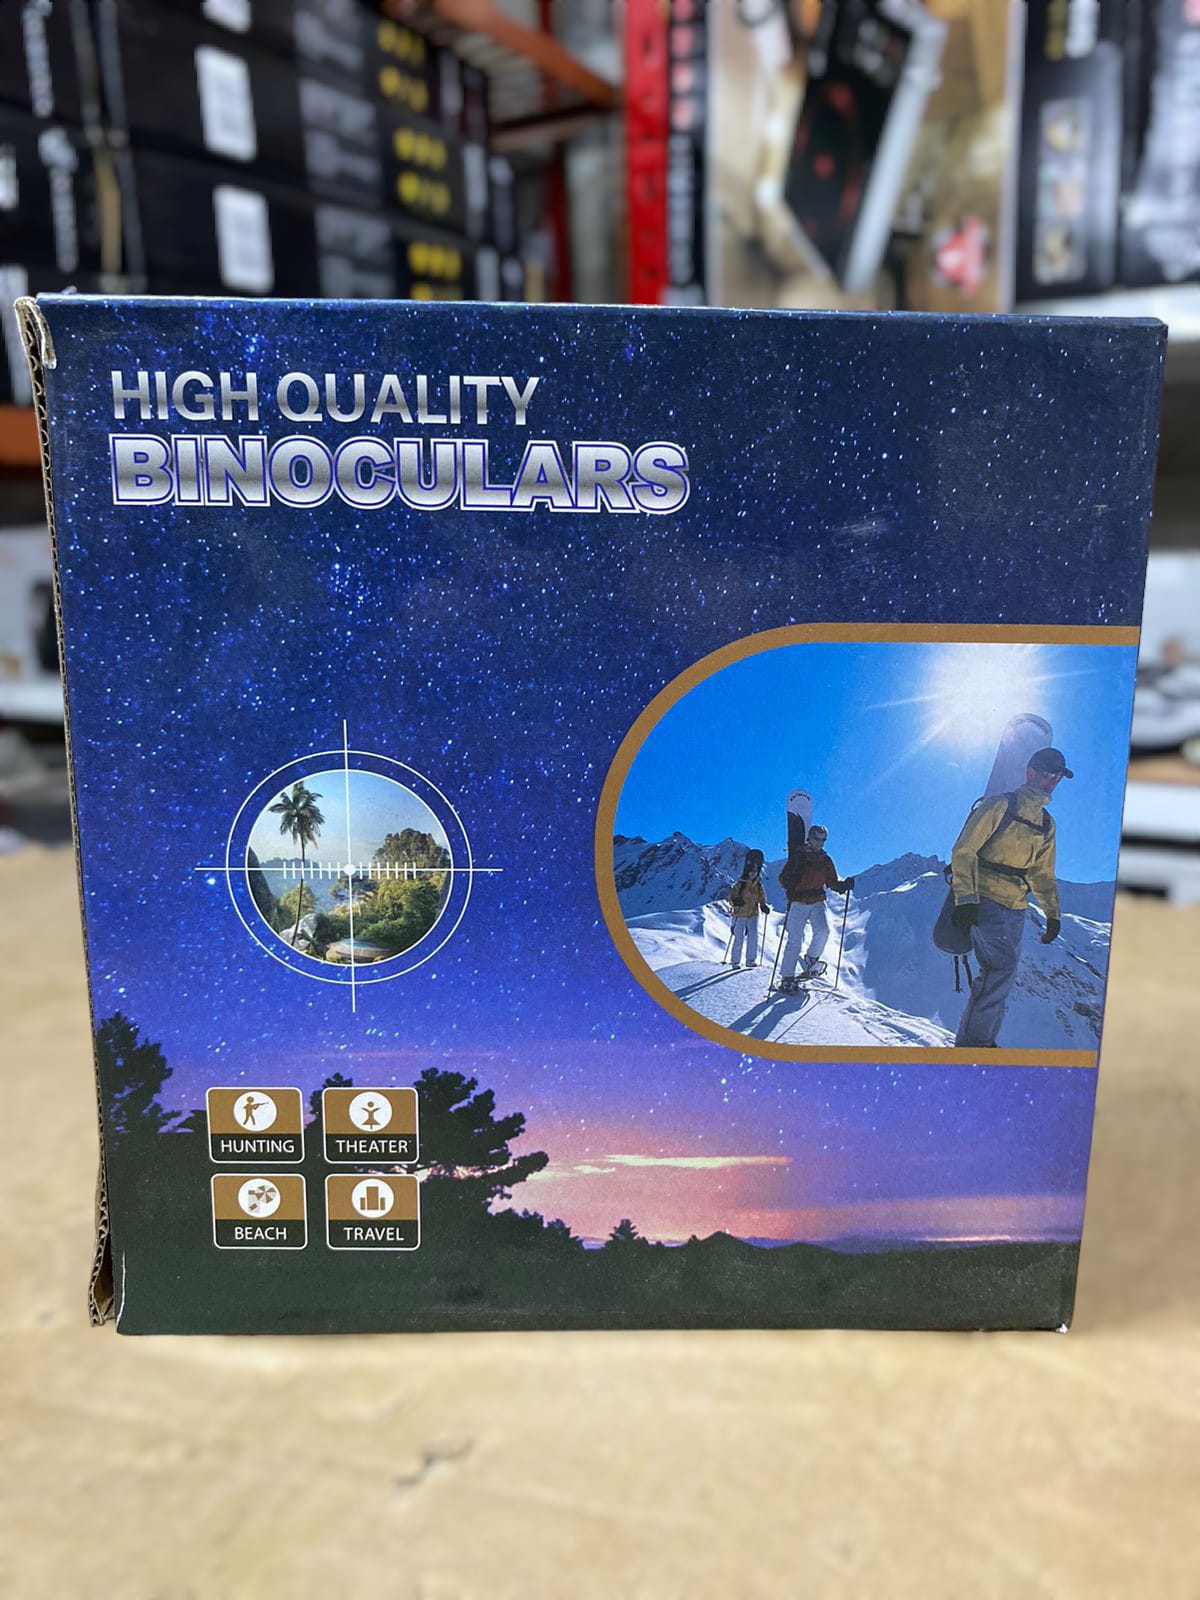 HIGH QUALITY
BINOCULARS
HUNTING
THEATER
BEACH
TRAVEL